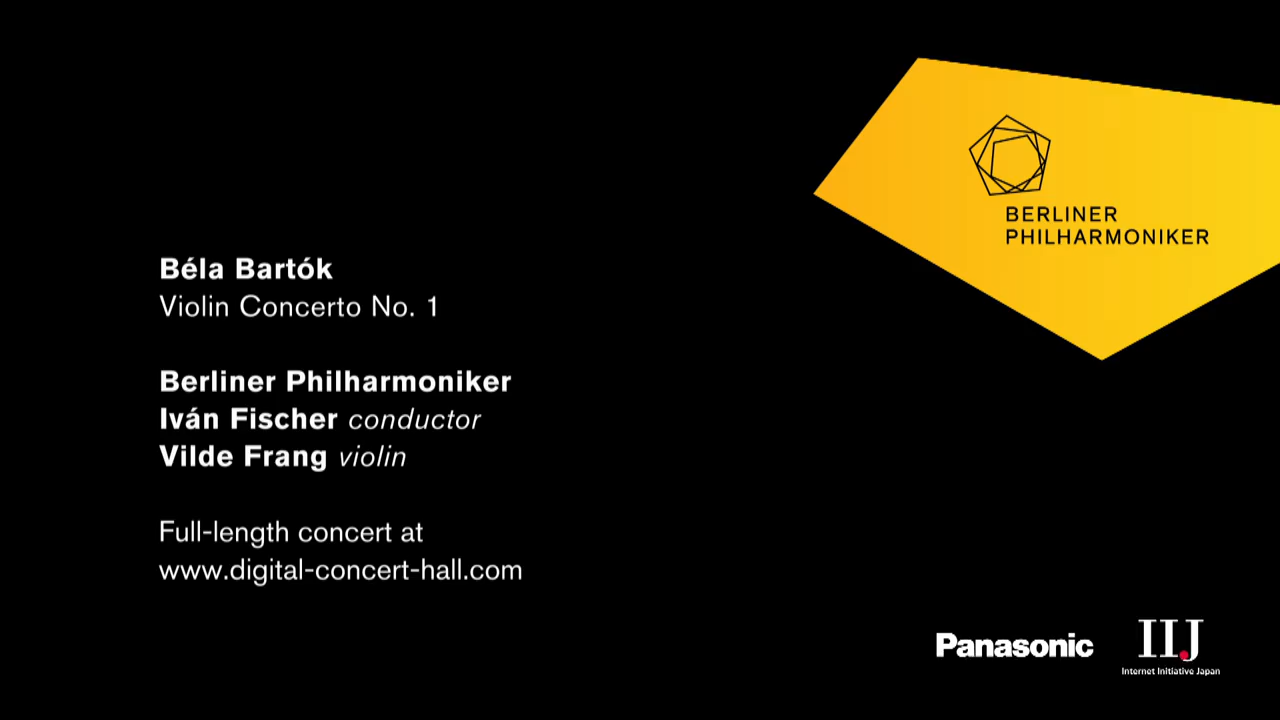 BERLINER
PHILHARMONIKER
Béla Bartók
Violin Concerto No. 1
Berliner Philharmoniker
Iván Fischer conductor
Vilde Frang violin
Full-length concert at
www.digital-concert-hall.com
Panasonic
IIJ
Internet Initiative Japan